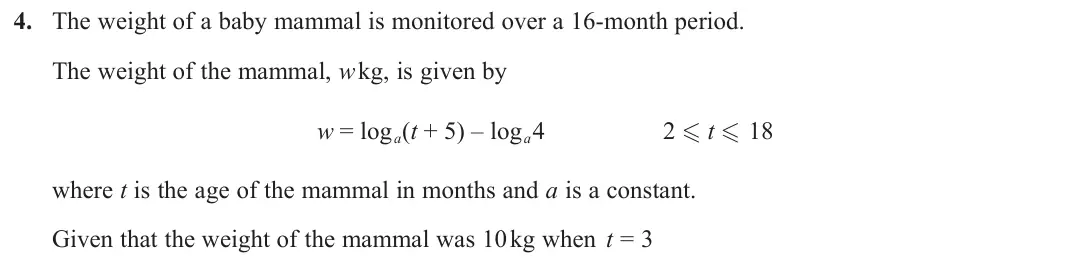 4. The weight of a baby mammal is monitored over a 16-month period.
The weight of the mammal, w kg, is given by
w = logₐ(t + 5) – logₐ4 2 ⩽ t ⩽ 18
where t is the age of the mammal in months and a is a constant.
Given that the weight of the mammal was 10 kg when t = 3